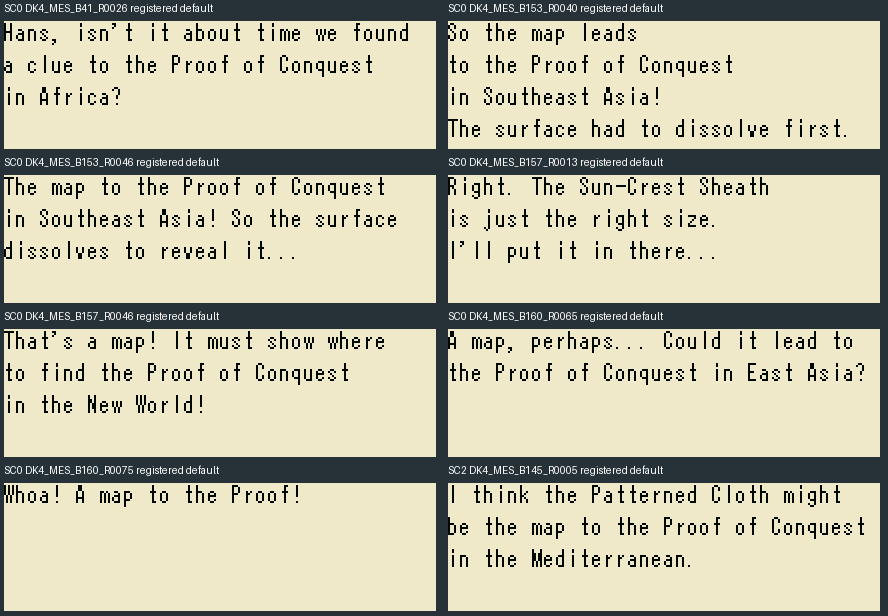 SC0 DK4_MES_B41_R0026 registered default
Hans, isn't it about time we found
a clue to the Proof of Conquest
in Africa?
SC0 DK4_MES_B153_R0040 registered default
So the map leads
to the Proof of Conquest
in Southeast Asia!
The surface had to dissolve first.
SC0 DK4_MES_B153_R0046 registered default
The map to the Proof of Conquest
in Southeast Asia! So the surface
dissolves to reveal it...
SC0 DK4_MES_B157_R0013 registered default
Right. The Sun-Crest Sheath
is just the right size.
I'll put it in there...
SC0 DK4_MES_B157_R0046 registered default
That's a map! It must show where
to find the Proof of Conquest
in the New World!
SC0 DK4_MES_B160_R0065 registered default
A map, perhaps... Could it lead to
the Proof of Conquest in East Asia?
SC0 DK4_MES_B160_R0075 registered default
Whoa! A map to the Proof!
SC2 DK4_MES_B145_R0005 registered default
I think the Patterned Cloth might
be the map to the Proof of Conquest
in the Mediterranean.